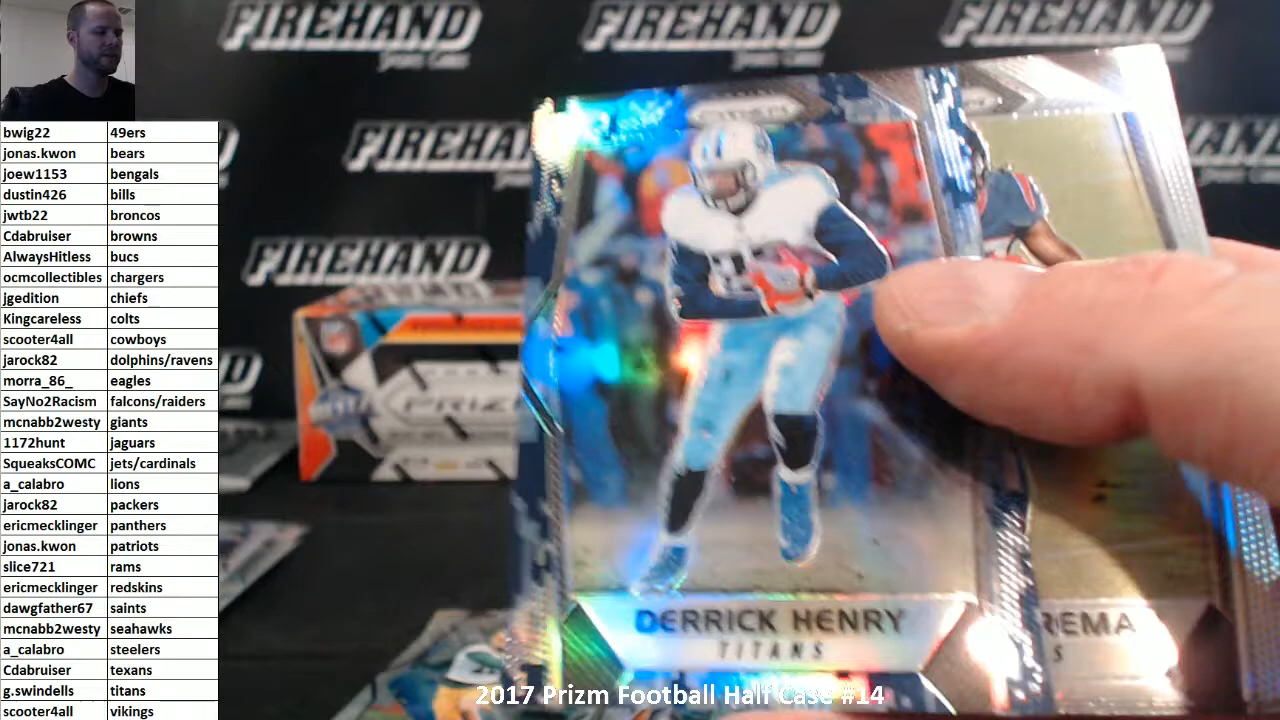 FIREHAND FIREHAND FIREHAND
SPORTS CARDS
FIREHAND
FIREHAND
bwig22 49ers
jonas.kwon bears
joew1153 bengals
dustin426 bills
jwtb22 broncos
Cdabruiser browns
AlwaysHitless bucs
ocmcollectibles chargers
jgedition chiefs
Kingcareless colts
scooter4all cowboys
jarock82 dolphins/ravens
morra_86_ eagles
SayNo2Racism falcons/raiders
mcnabb2westy giants
1172hunt jaguars
SqueaksCOMC jets/cardinals
a_calabro lions
jarock82 packers
ericmecklinger panthers
jonas.kwon patriots
slice721 rams
ericmecklinger redskins
dawgfather67 saints
mcnabb2westy seahawks
a_calabro steelers
Cdabruiser texans
g.swindells titans
scooter4all vikings
PRIZM
DERRICK HENRY
TITANS
REMA
S
2017 Prizm Football Half Case #14